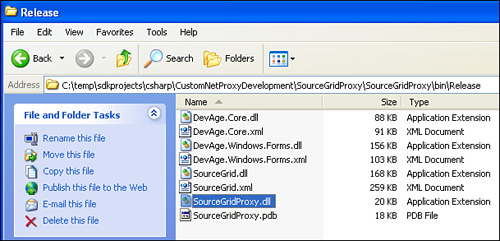 Release
File Edit View Favorites Tools Help
Back Search Folders
Address C:\temp\sdkprojects\csharp\CustomNetProxyDevelopment\SourceGridProxy\SourceGridProxy\bin\Release
File and Folder Tasks
Rename this file
Move this file
Copy this file
Publish this file to the Web
E-mail this file
Delete this file
Name Size Type
DevAge.Core.dll 88 KB Application Extension
DevAge.Core.xml 91 KB XML Document
DevAge.Windows.Forms.dll 156 KB Application Extension
DevAge.Windows.Forms.xml 103 KB XML Document
SourceGrid.dll 168 KB Application Extension
SourceGrid.xml 259 KB XML Document
SourceGridProxy.dll 20 KB Application Extension
SourceGridProxy.pdb 18 KB PDB File